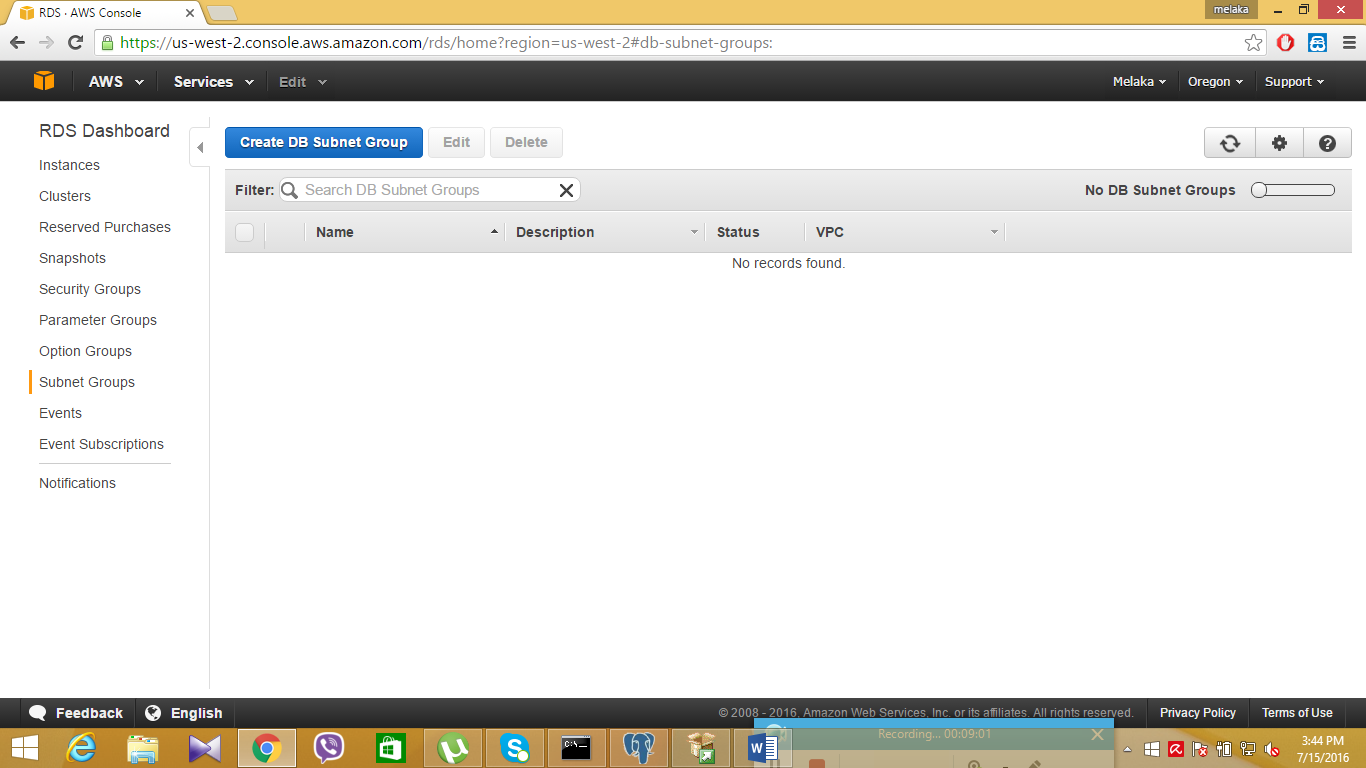 RDS · AWS Console
melaka
https://us-west-2.console.aws.amazon.com/rds/home?region=us-west-2#db-subnet-groups:
AWS Services Edit Melaka Oregon Support
RDS Dashboard
Instances
Clusters
Reserved Purchases
Snapshots
Security Groups
Parameter Groups
Option Groups
Subnet Groups
Events
Event Subscriptions
Notifications
Create DB Subnet Group Edit Delete
Filter: Search DB Subnet Groups No DB Subnet Groups
Name Description Status VPC
No records found.
Feedback English © 2008 - 2016, Amazon Web Services, Inc. or its affiliates. All rights reserved. Privacy Policy Terms of Use
Recording... 00:09:01
3:44 PM
7/15/2016